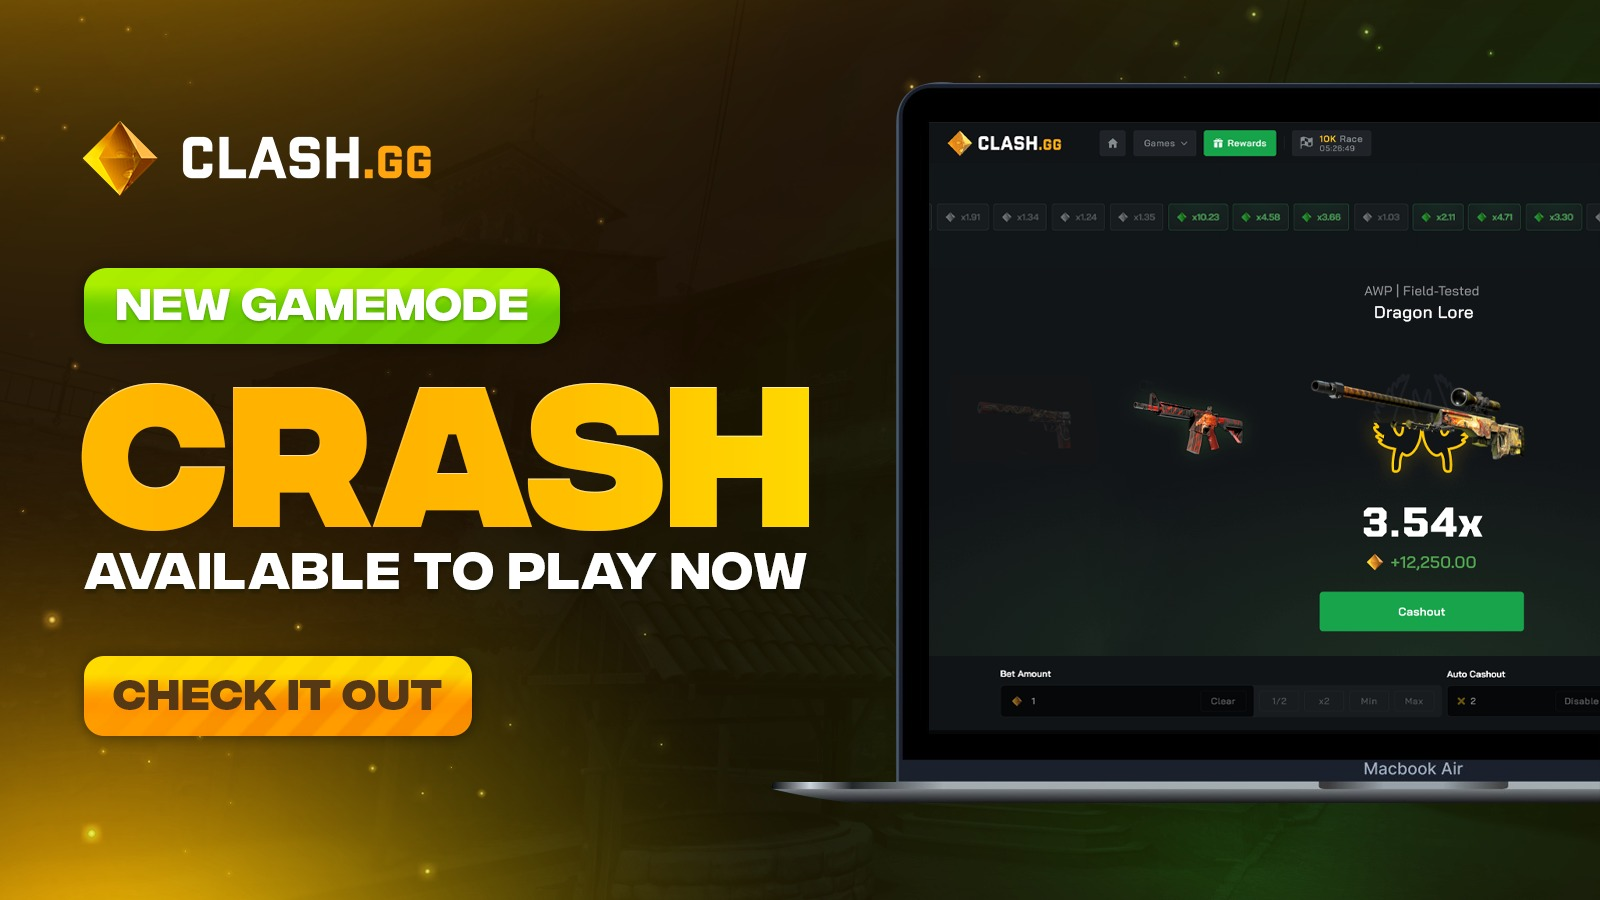 CLASH.GG
NEW GAMEMODE
CRASH
AVAILABLE TO PLAY NOW
CHECK IT OUT
CLASH.GG
Games
Rewards
10K Race
05:26:49
x1.91
x1.34
x1.24
x1.35
x10.23
x4.58
x3.66
x1.03
x2.11
x4.71
x3.30
AWP | Field-Tested
Dragon Lore
3.54x
+12,250.00
Cashout
Bet Amount
1
Clear
1/2
x2
Min
Max
Auto Cashout
2
Disable
Macbook Air